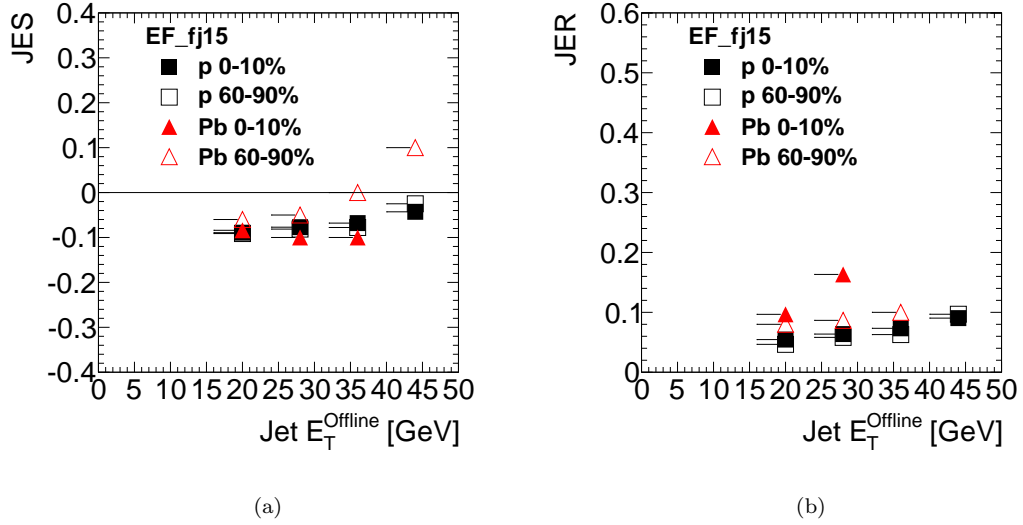 JES
0.4
0.3
0.2
0.1
0
-0.1
-0.2
-0.3
-0.4
EF_fj15
p 0-10%
p 60-90%
Pb 0-10%
Pb 60-90%
0 5 10 15 20 25 30 35 40 45 50
Jet E_T^Offline [GeV]
(a)
JER
0.6
0.5
0.4
0.3
0.2
0.1
0
EF_fj15
p 0-10%
p 60-90%
Pb 0-10%
Pb 60-90%
0 5 10 15 20 25 30 35 40 45 50
Jet E_T^Offline [GeV]
(b)